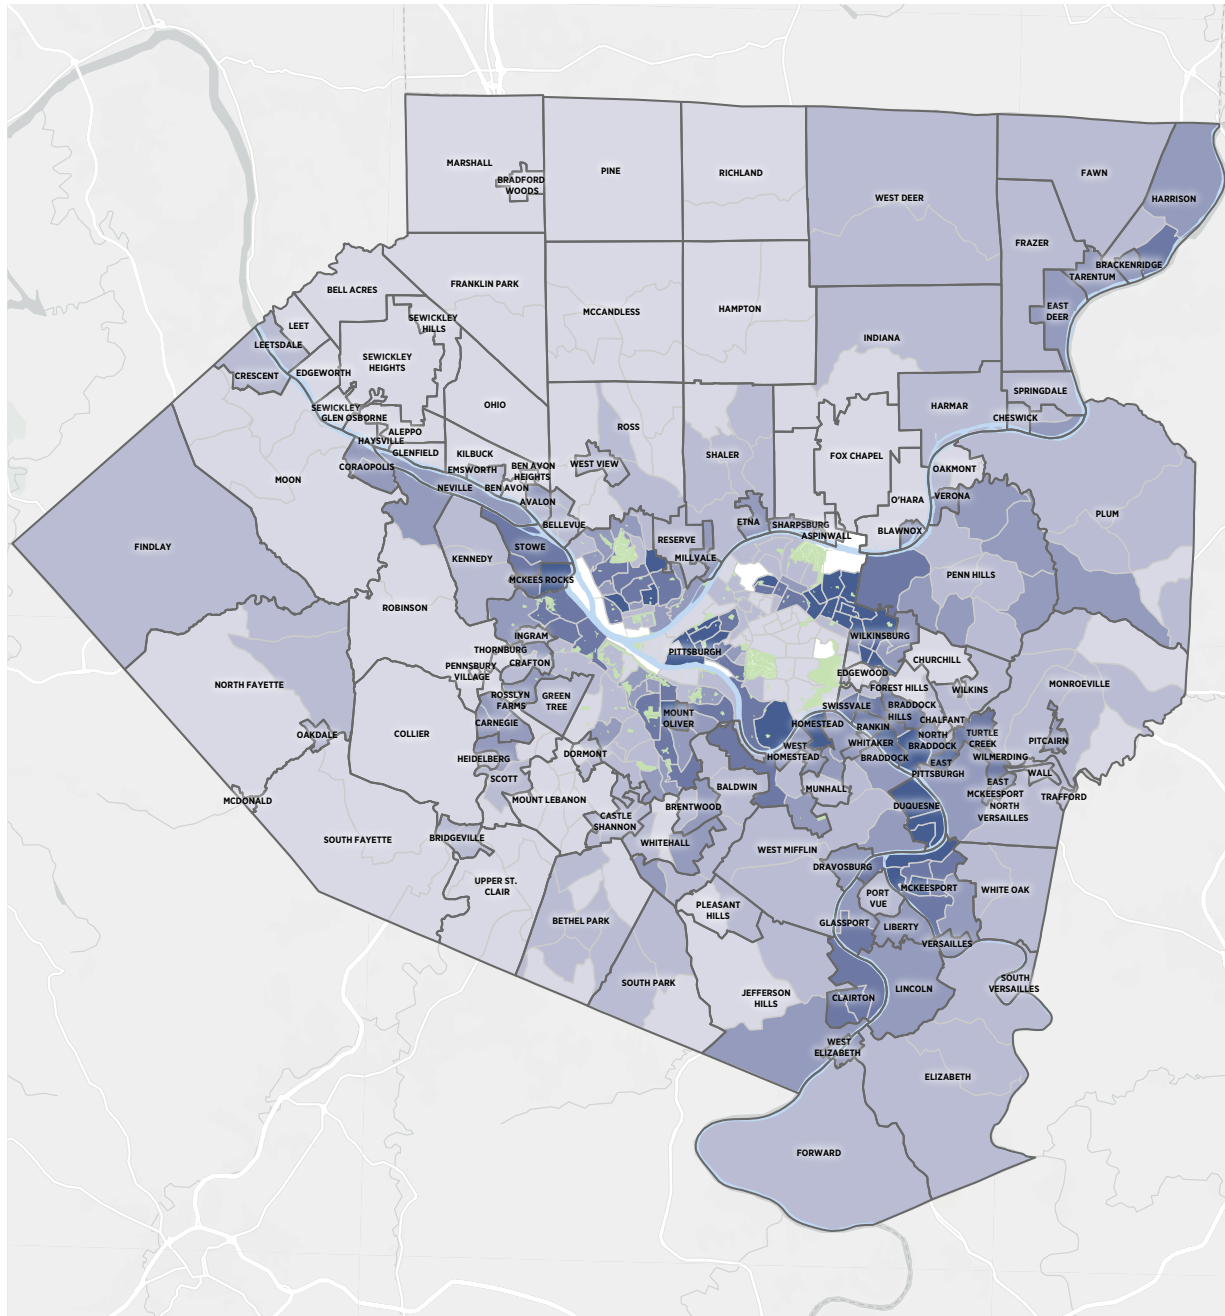 MARSHALL
BRADFORD
WOODS
PINE
RICHLAND
WEST DEER
FAWN
HARRISON
FRAZER
BRACKENRIDGE
TARENTUM
EAST
DEER
BELL ACRES
FRANKLIN PARK
MCCANDLESS
HAMPTON
INDIANA
LEET
LEETSDALE
SEWICKLEY
HILLS
SEWICKLEY
HEIGHTS
EDGEWORTH
CRESCENT
SPRINGDALE
CHESWICK
HARMAR
SEWICKLEY
GLEN OSBORNE
OHIO
ALEPPO
HAYSVILLE
GLENFIELD
ROSS
SHALER
FOX CHAPEL
KILBUCK
EMSWORTH
BEN AVON
HEIGHTS
WEST VIEW
OAKMONT
CORAOPOLIS
MOON
NEVILLE
BEN AVON
AVALON
O'HARA
VERONA
PLUM
BELLEVUE
ETNA
SHARPSBURG
ASPINWALL
BLAWNOX
FINDLAY
STOWE
RESERVE
MILLVALE
KENNEDY
MCKEES ROCKS
PENN HILLS
ROBINSON
INGRAM
THORNBURG
CRAFTON
PITTSBURGH
WILKINSBURG
PENNSBURY
VILLAGE
EDGEWOOD
CHURCHILL
NORTH FAYETTE
ROSSLYN
FARMS
GREEN
TREE
FOREST HILLS
WILKINS
MONROEVILLE
CARNEGIE
MOUNT
OLIVER
SWISSVALE
BRADDOCK
HILLS
CHALFANT
OAKDALE
COLLIER
HOMESTEAD
RANKIN
NORTH
BRADDOCK
TURTLE
CREEK
PITCAIRN
HEIDELBERG
DORMONT
WEST
HOMESTEAD
WHITAKER
BRADDOCK
EAST
PITTSBURGH
WILMERDING
WALL
SCOTT
MCDONALD
MOUNT LEBANON
BALDWIN
MUNHALL
EAST
MCKEESPORT
TRAFFORD
BRENTWOOD
DUQUESNE
NORTH
VERSAILLES
CASTLE
SHANNON
SOUTH FAYETTE
BRIDGEVILLE
WHITEHALL
WEST MIFFLIN
DRAVOSBURG
UPPER ST.
CLAIR
PORT
VUE
MCKEESPORT
WHITE OAK
BETHEL PARK
PLEASANT
HILLS
GLASSPORT
LIBERTY
VERSAILLES
SOUTH PARK
JEFFERSON
HILLS
CLAIRTON
LINCOLN
SOUTH
VERSAILLES
WEST
ELIZABETH
ELIZABETH
FORWARD